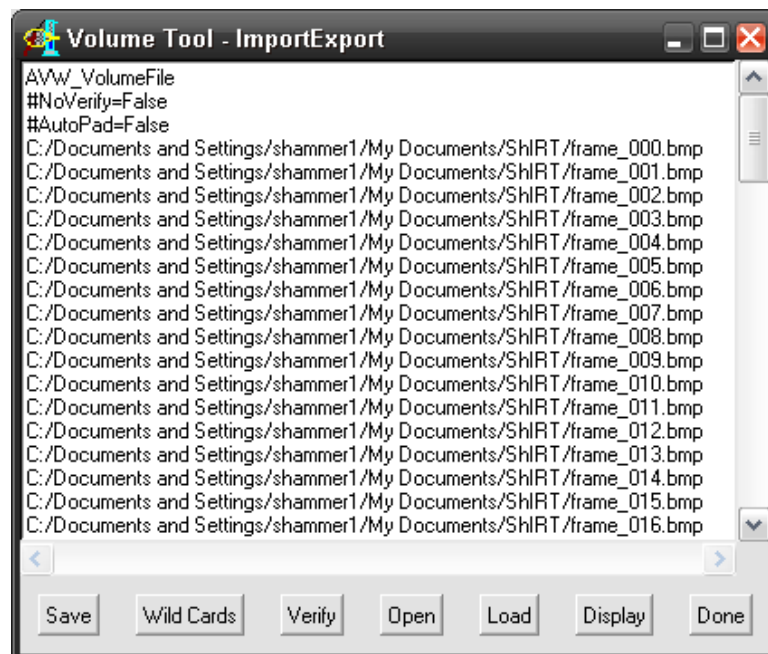 Volume Tool - ImportExport
AVW_VolumeFile
#NoVerify=False
#AutoPad=False
C:/Documents and Settings/shammer1/My Documents/ShIRT/frame_000.bmp
C:/Documents and Settings/shammer1/My Documents/ShIRT/frame_001.bmp
C:/Documents and Settings/shammer1/My Documents/ShIRT/frame_002.bmp
C:/Documents and Settings/shammer1/My Documents/ShIRT/frame_003.bmp
C:/Documents and Settings/shammer1/My Documents/ShIRT/frame_004.bmp
C:/Documents and Settings/shammer1/My Documents/ShIRT/frame_005.bmp
C:/Documents and Settings/shammer1/My Documents/ShIRT/frame_006.bmp
C:/Documents and Settings/shammer1/My Documents/ShIRT/frame_007.bmp
C:/Documents and Settings/shammer1/My Documents/ShIRT/frame_008.bmp
C:/Documents and Settings/shammer1/My Documents/ShIRT/frame_009.bmp
C:/Documents and Settings/shammer1/My Documents/ShIRT/frame_010.bmp
C:/Documents and Settings/shammer1/My Documents/ShIRT/frame_011.bmp
C:/Documents and Settings/shammer1/My Documents/ShIRT/frame_012.bmp
C:/Documents and Settings/shammer1/My Documents/ShIRT/frame_013.bmp
C:/Documents and Settings/shammer1/My Documents/ShIRT/frame_014.bmp
C:/Documents and Settings/shammer1/My Documents/ShIRT/frame_015.bmp
C:/Documents and Settings/shammer1/My Documents/ShIRT/frame_016.bmp
Save Wild Cards Verify Open Load Display Done